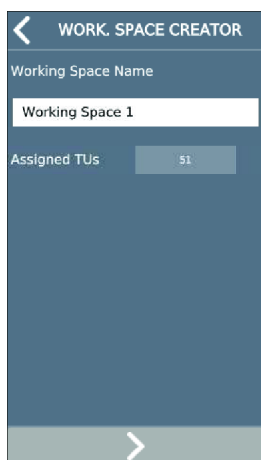 WORK. SPACE CREATOR
Working Space Name
Working Space 1
Assigned TUs 51